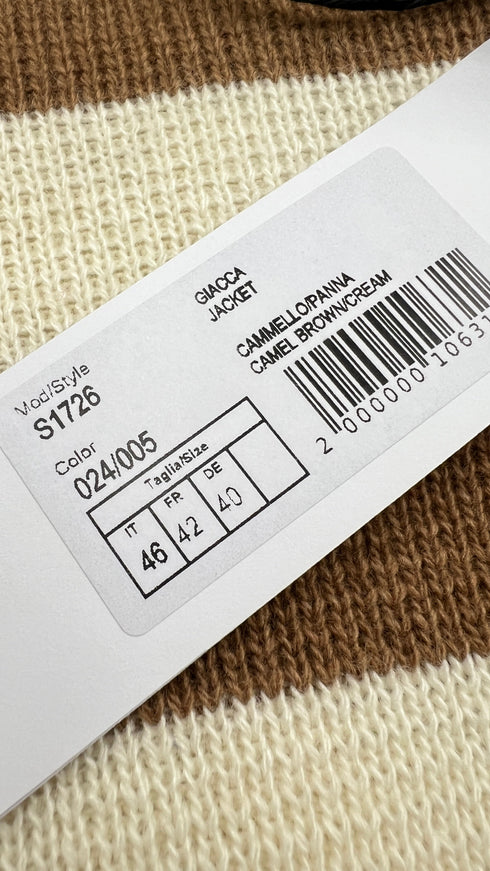 GIACCA
JACKET
Mod/Style
S1726
CAMMELLO/PANNA
CAMEL BROWN/CREAM
Color
024/005
2 000000 10631
Taglia/Size
IT FR DE
46 42 40